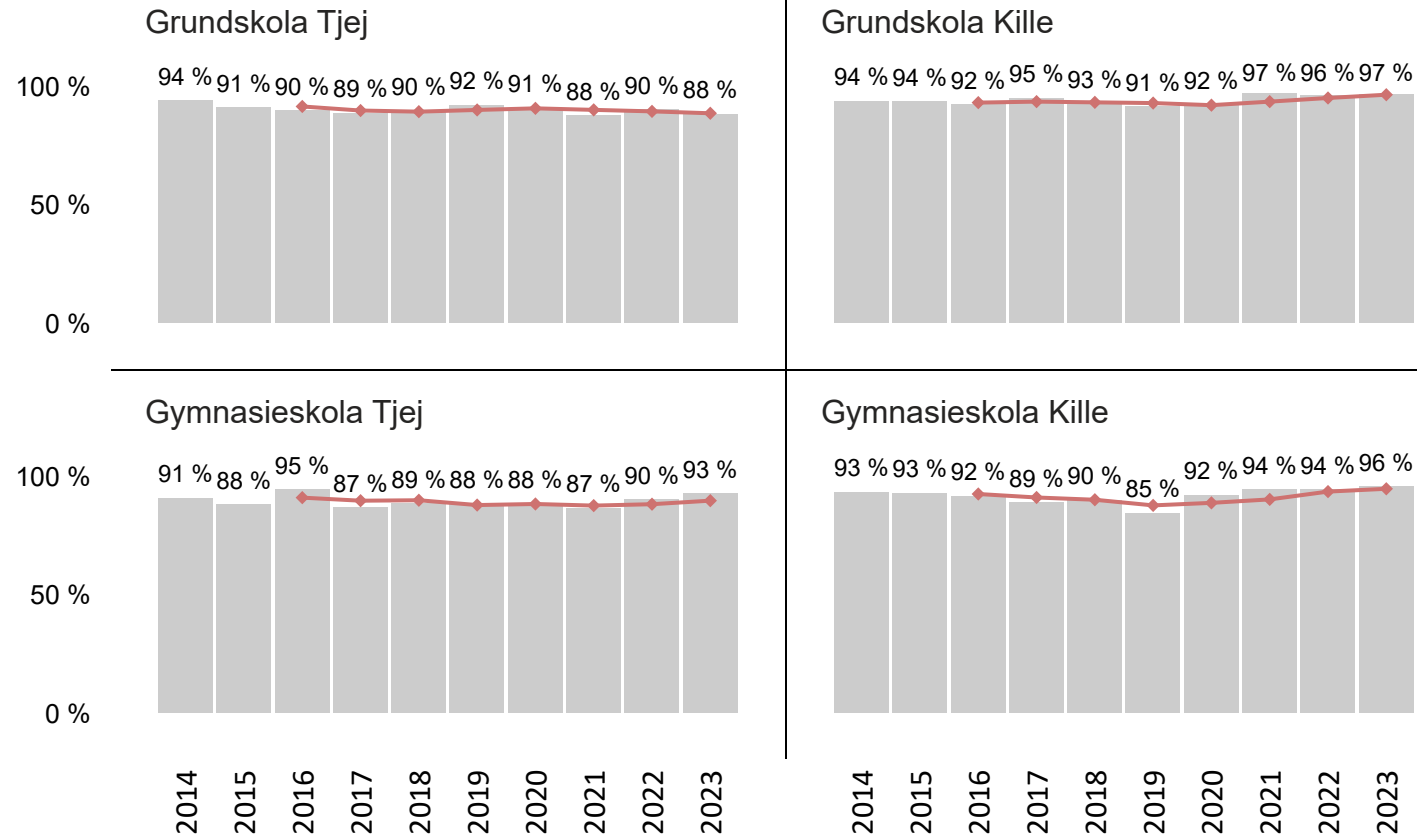 Grundskola Tjej
100 %
50 %
0 %
94 % 91 % 90 % 89 % 90 % 92 % 91 % 88 % 90 % 88 %
Grundskola Kille
94 % 94 % 92 % 95 % 93 % 91 % 92 % 97 % 96 % 97 %
Gymnasieskola Tjej
100 %
50 %
0 %
91 % 88 % 95 % 87 % 89 % 88 % 88 % 87 % 90 % 93 %
Gymnasieskola Kille
93 % 93 % 92 % 89 % 90 % 85 % 92 % 94 % 94 % 96 %
2014 2015 2016 2017 2018 2019 2020 2021 2022 2023
2014 2015 2016 2017 2018 2019 2020 2021 2022 2023